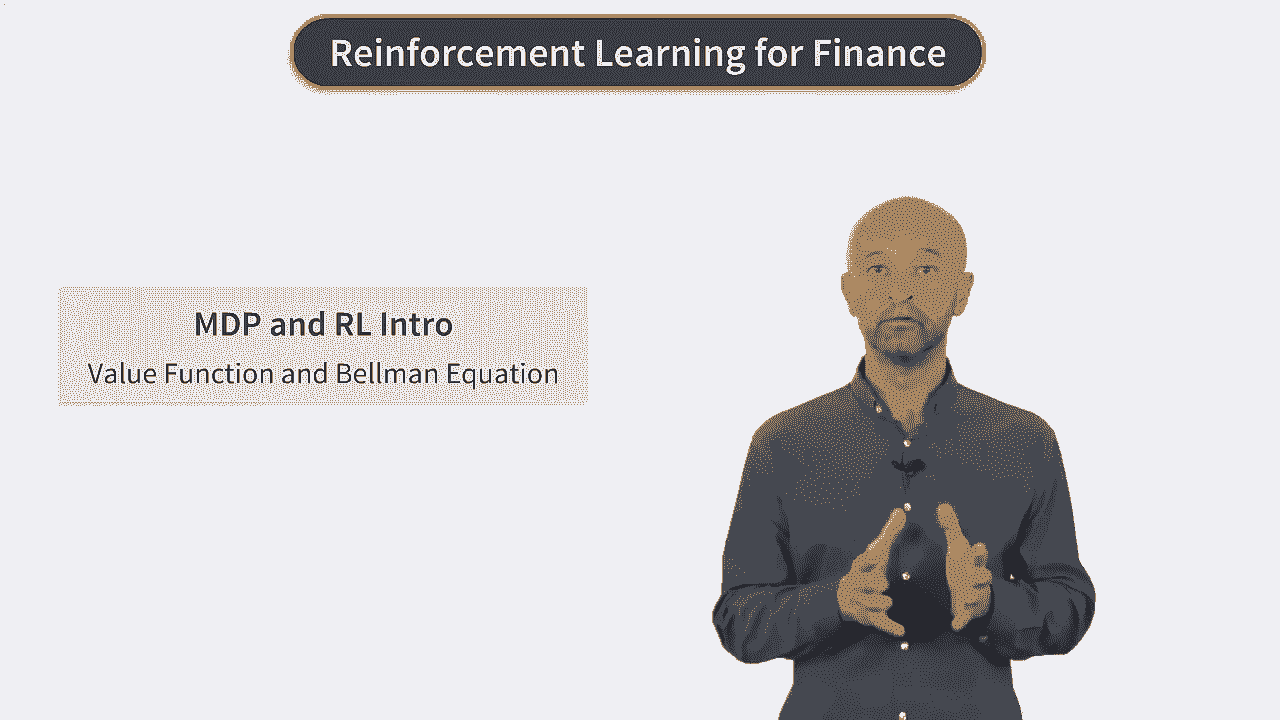 Reinforcement Learning for Finance
MDP and RL Intro
Value Function and Bellman Equation